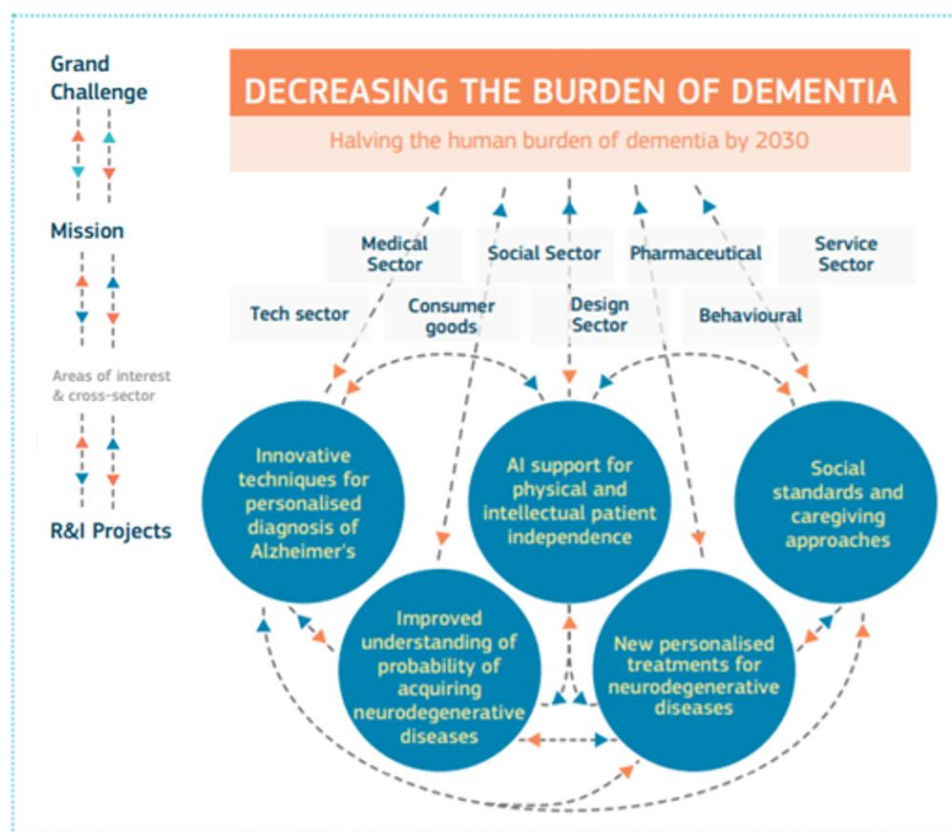 Grand
Challenge
Mission
Areas of interest
& cross-sector
R&I Projects
DECREASING THE BURDEN OF DEMENTIA
Halving the human burden of dementia by 2030
Medical
Sector
Social Sector
Pharmaceutical
Service
Sector
Tech sector
Consumer
goods
Design
Sector
Behavioural
Innovative
techniques for
personalised
diagnosis of
Alzheimer's
AI support for
physical and
intellectual patient
independence
Social
standards and
caregiving
approaches
Improved
understanding of
probability of
acquiring
neurodegenerative
diseases
New personalised
treatments for
neurodegenerative
diseases